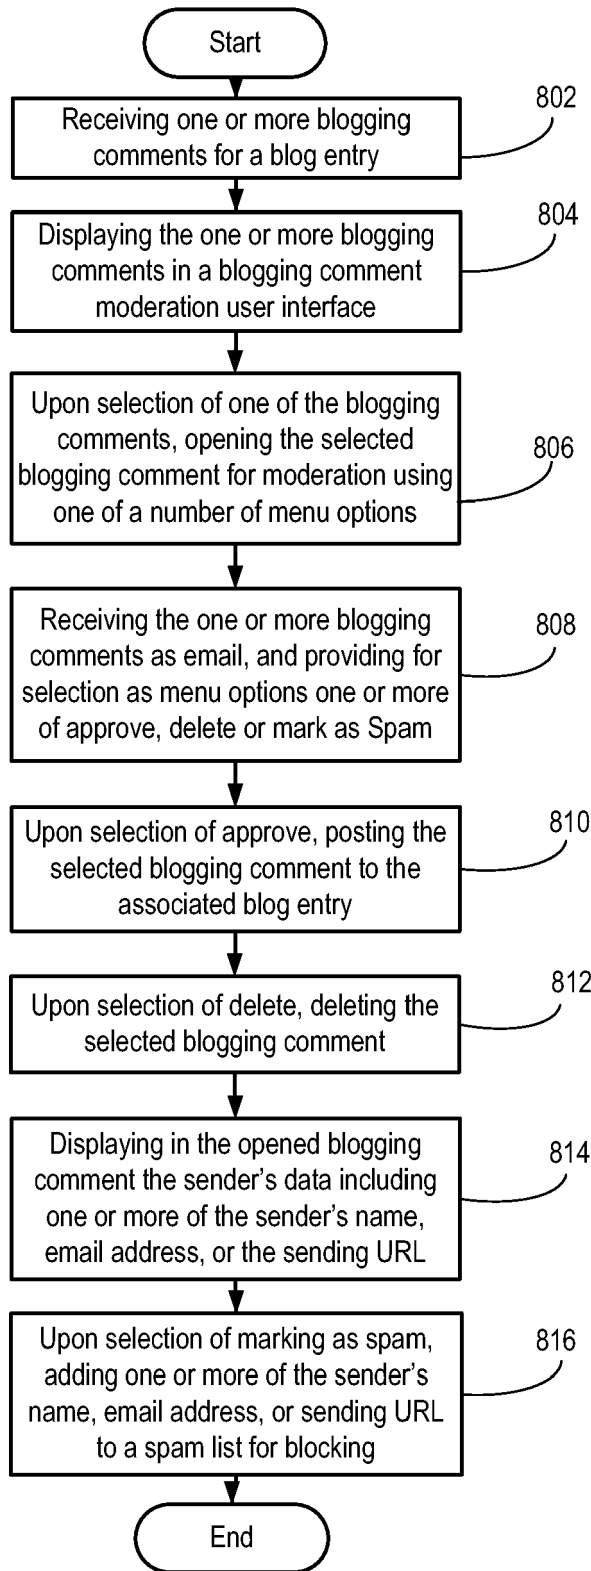 Start
802
Receiving one or more blogging
comments for a blog entry
804
Displaying the one or more blogging
comments in a blogging comment
moderation user interface
806
Upon selection of one of the blogging
comments, opening the selected
blogging comment for moderation using
one of a number of menu options
808
Receiving the one or more blogging
comments as email, and providing for
selection as menu options one or more
of approve, delete or mark as Spam
810
Upon selection of approve, posting the
selected blogging comment to the
associated blog entry
812
Upon selection of delete, deleting the
selected blogging comment
814
Displaying in the opened blogging
comment the sender's data including
one or more of the sender's name,
email address, or the sending URL
816
Upon selection of marking as spam,
adding one or more of the sender's
name, email address, or sending URL
to a spam list for blocking
End